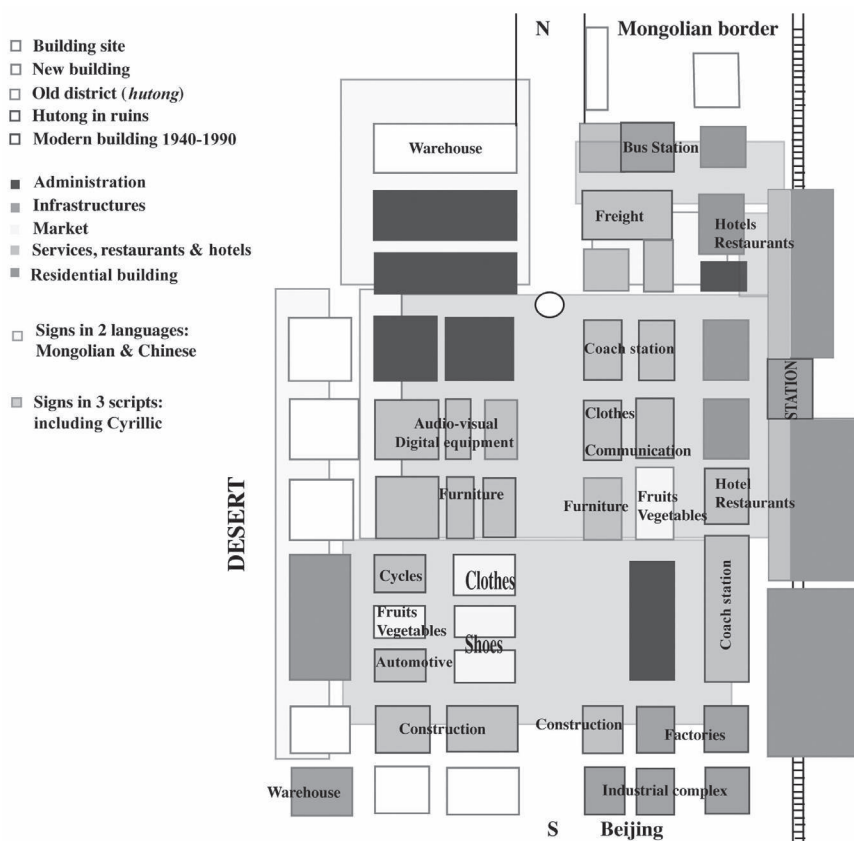 N
Mongolian border
Building site
New building
Old district (hutong)
Hutong in ruins
Modern building 1940-1990
Administration
Infrastructures
Market
Services, restaurants & hotels
Residential building
Signs in 2 languages:
Mongolian & Chinese
Signs in 3 scripts:
including Cyrillic
Warehouse
Bus Station
Freight
Hotels
Restaurants
Coach station
STATION
Audio-visual
Digital equipment
Clothes
Communication
Furniture
Furniture
Fruits
Vegetables
Hotel
Restaurants
DESERT
Cycles
Clothes
Fruits
Vegetables
Shoes
Automotive
Coach station
Construction
Construction
Factories
Warehouse
Industrial complex
S
Beijing